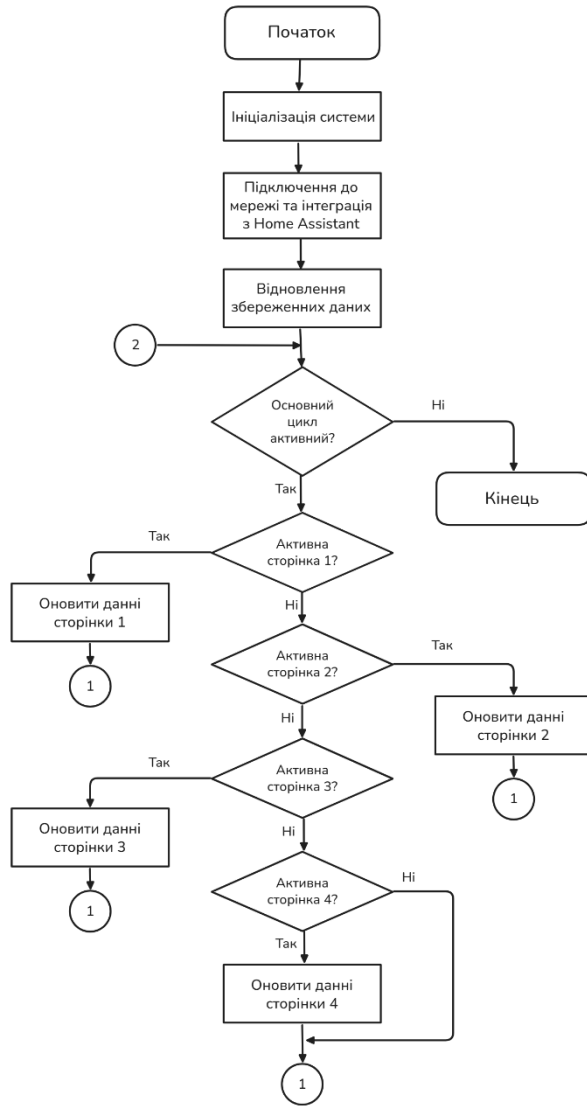 Початок
Ініціалізація системи
Підключення до
мережі та інтеграція
з Home Assistant
Відновлення
збереженних даних
2
Основний
цикл
активний?
Ні
Кінець
Так
Активна
сторінка 1?
Так
Оновити данні
сторінки 1
1
Ні
Активна
сторінка 2?
Так
Оновити данні
сторінки 2
1
Ні
Активна
сторінка 3?
Так
Оновити данні
сторінки 3
1
Ні
Активна
сторінка 4?
Ні
Так
Оновити данні
сторінки 4
1